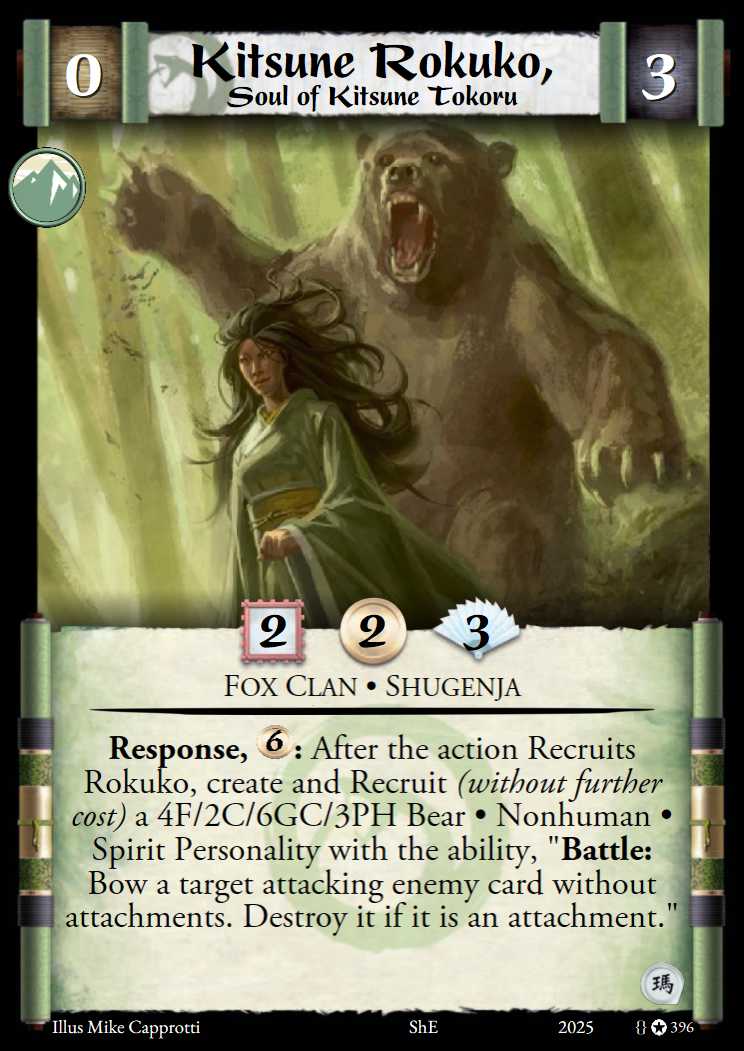 0
Kitsune Rokuko,
3
Soul of Kitsune Tokoru
2
2
3
Fox Clan • Shugenja
Response, 6: After the action Recruits
Rokuko, create and Recruit (without further
cost) a 4F/2C/6GC/3PH Bear • Nonhuman •
Spirit Personality with the ability, "Battle:
Bow a target attacking enemy card without
attachments. Destroy it if it is an attachment."
瑪
Illus Mike Capprotti
ShE
2025
{} ✪ 396